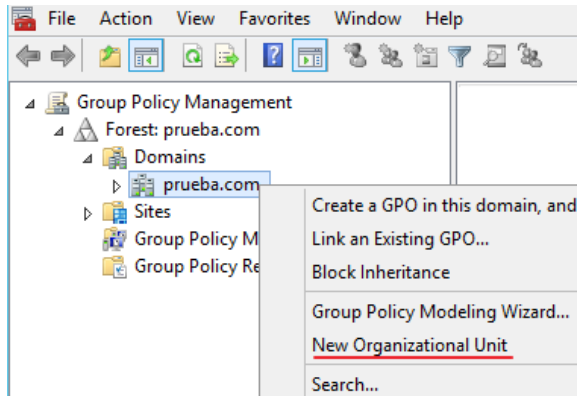 File Action View Favorites Window Help
Group Policy Management
Forest: prueba.com
Domains
prueba.com
Sites
Group Policy M
Group Policy Re
Create a GPO in this domain, and
Link an Existing GPO...
Block Inheritance
Group Policy Modeling Wizard...
New Organizational Unit
Search...